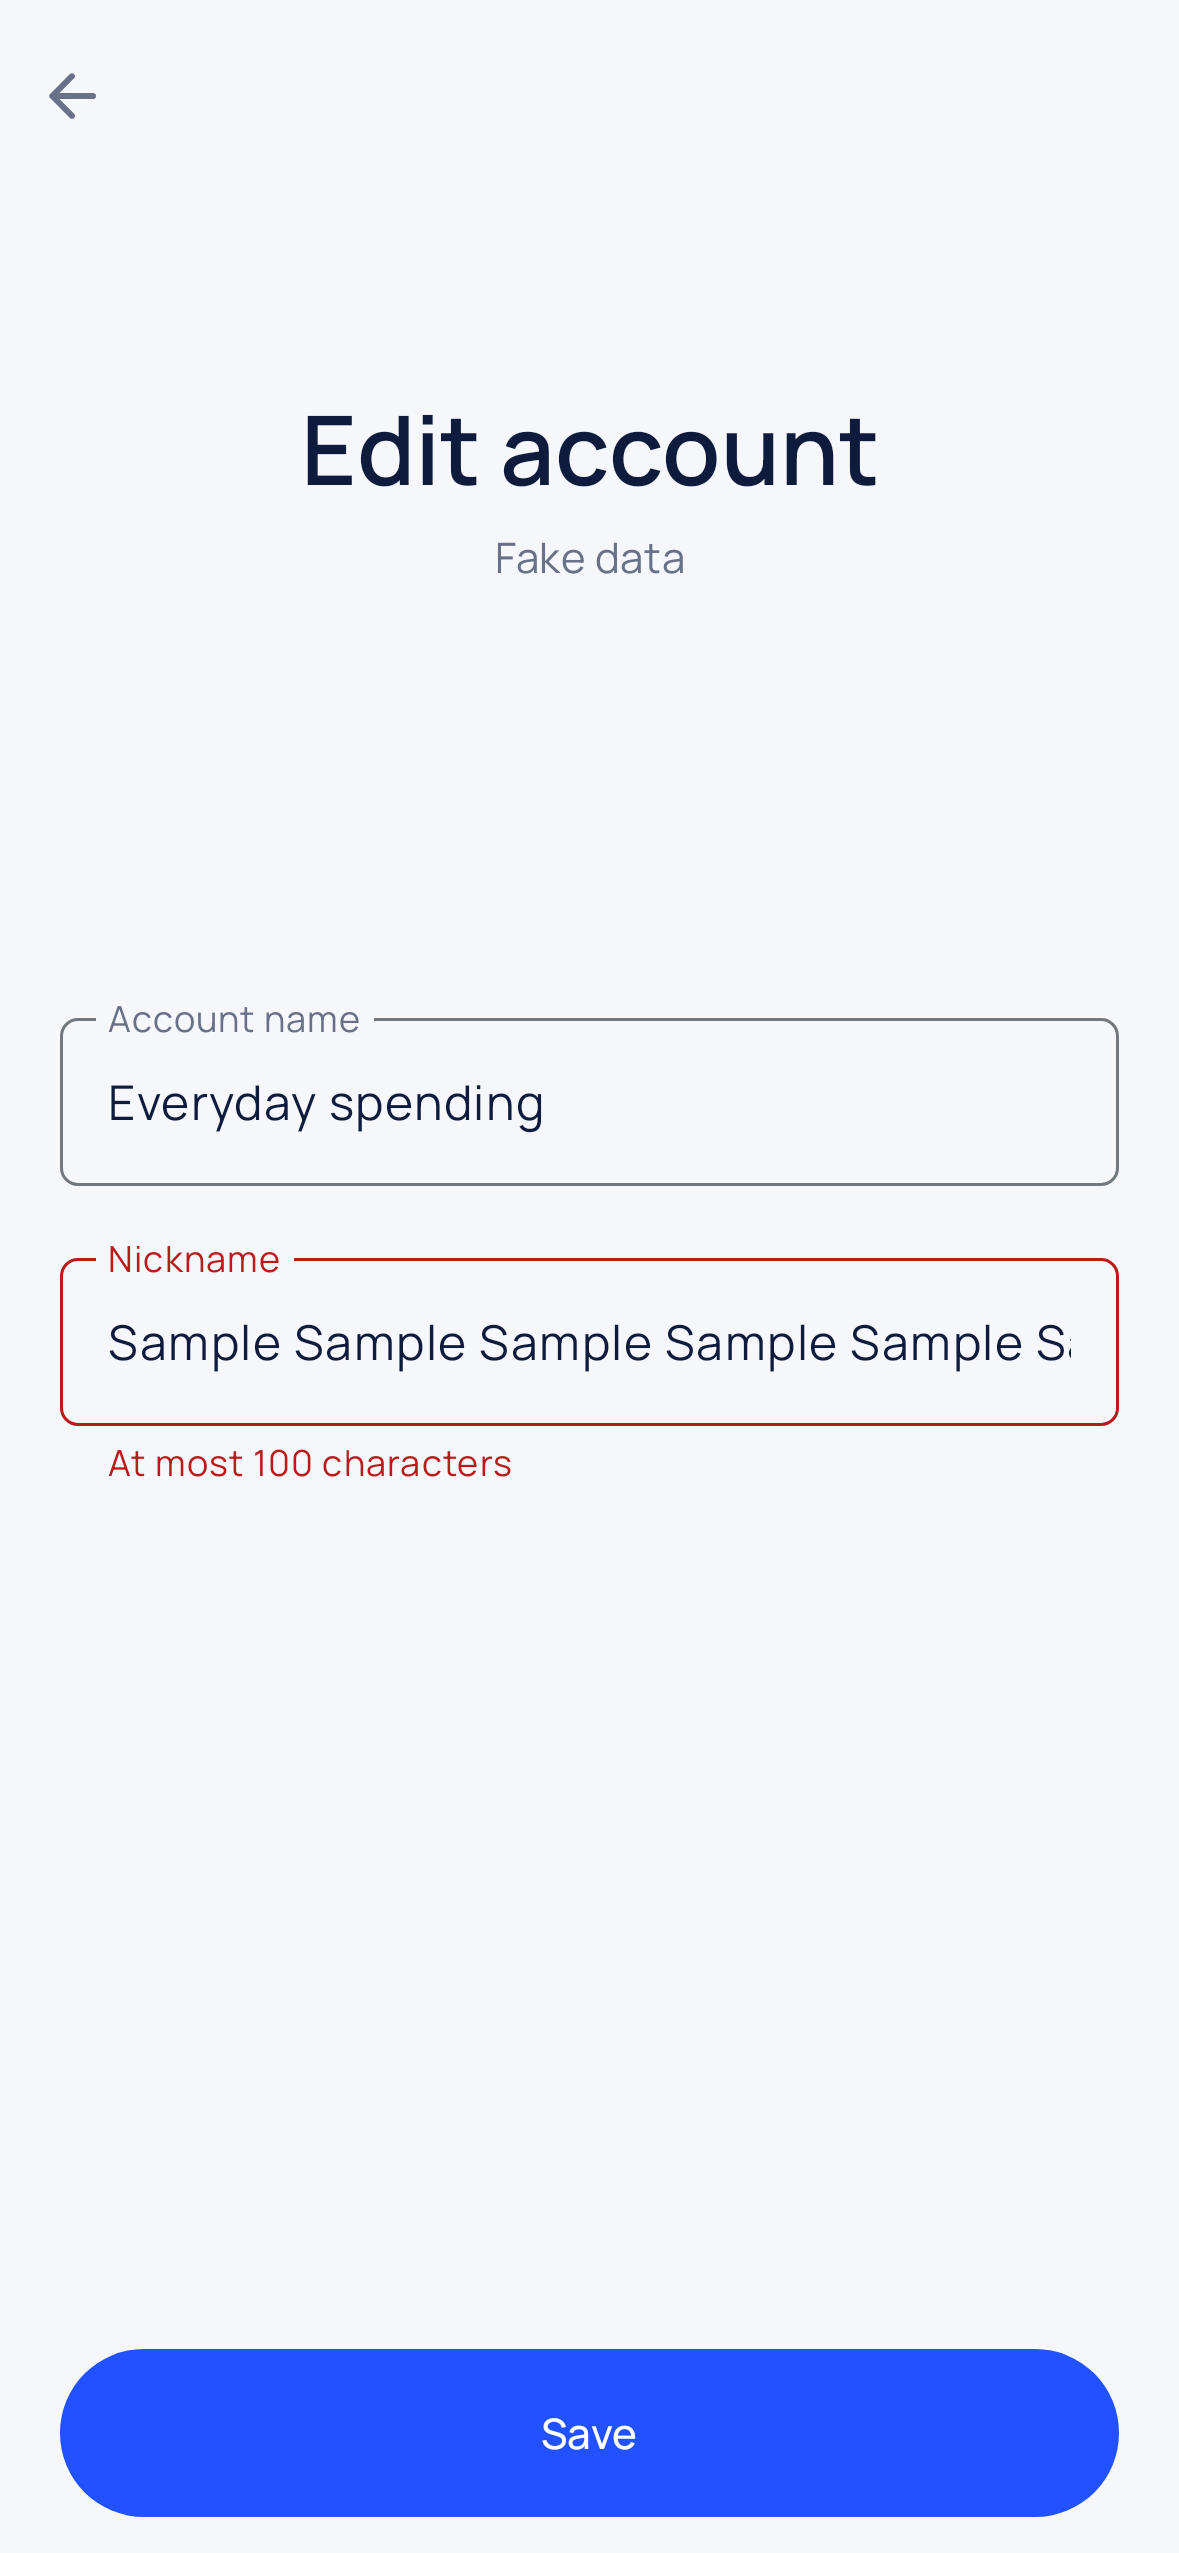 Edit account
Fake data
Account name
Everyday spending
Nickname
Sample Sample Sample Sample Sample
At most 100 characters
Save